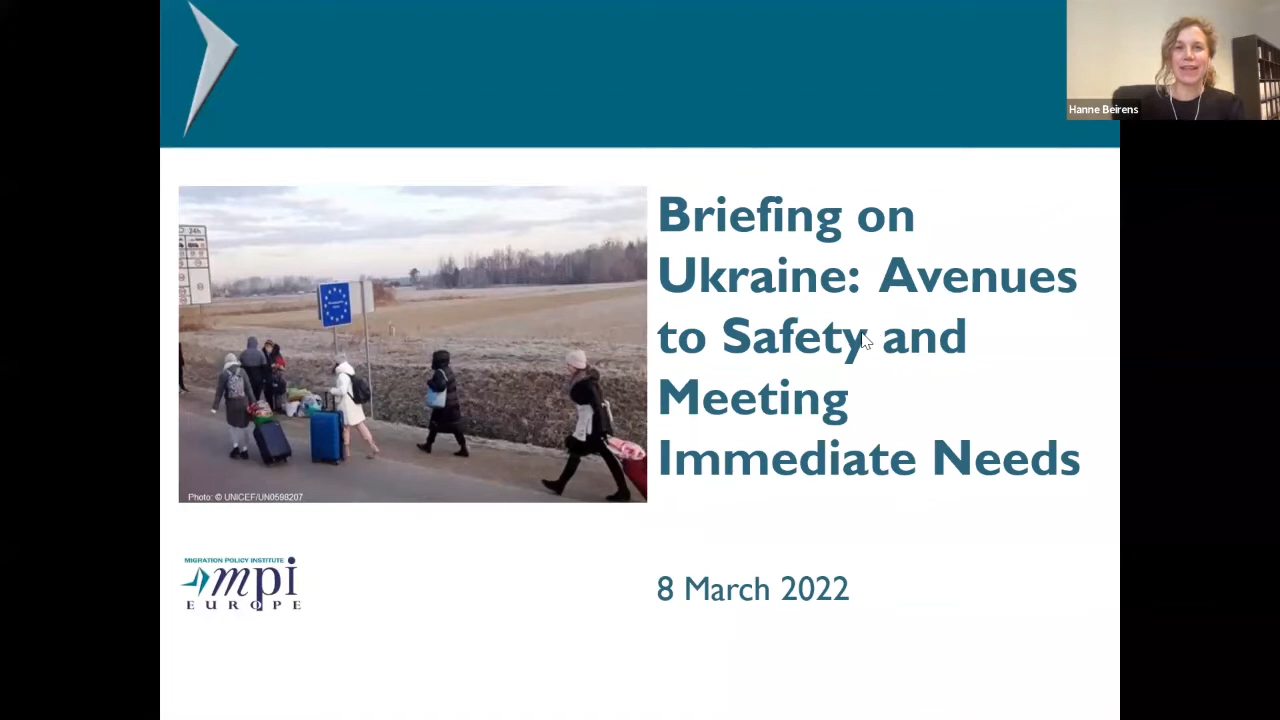 Hanne Beirens
Briefing on
Ukraine: Avenues
to Safety and
Meeting
Immediate Needs
24h
Photo: © UNICEF/UN0598207
MIGRATION POLICY INSTITUTE
mpi
EUROPE
8 March 2022